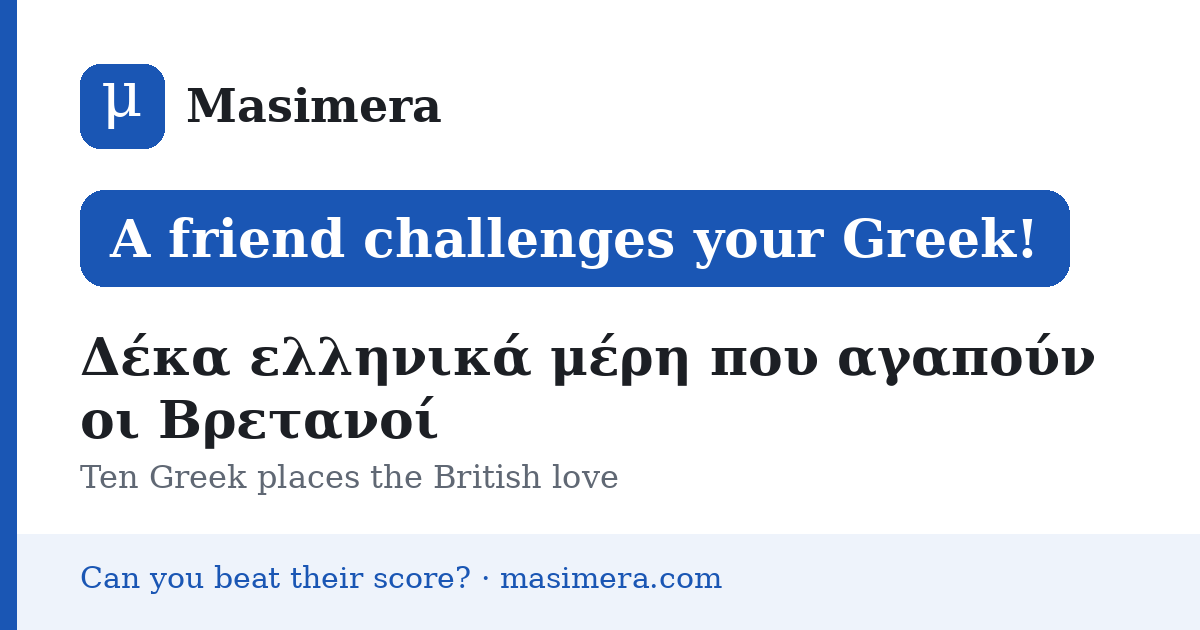 μ
Masimera
A friend challenges your Greek!
Δέκα ελληνικά μέρη που αγαπούν
οι Βρετανοί
Ten Greek places the British love
Can you beat their score? · masimera.com